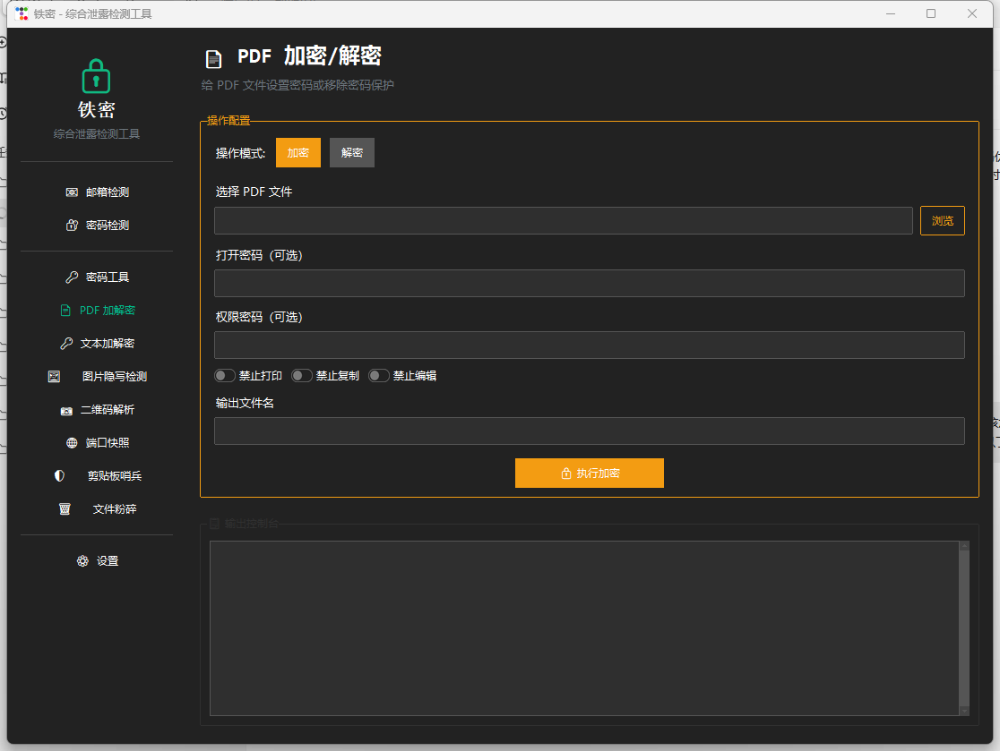 铁密 - 综合泄露检测工具
铁密
综合泄露检测工具
邮箱检测
密码检测
密码工具
PDF 加解密
文本加解密
图片隐写检测
二维码解析
端口快照
剪贴板哨兵
文件粉碎
设置
PDF 加密/解密
给 PDF 文件设置密码或移除密码保护
操作配置
操作模式: 加密 解密
选择 PDF 文件
浏览
打开密码（可选）
权限密码（可选）
禁止打印 禁止复制 禁止编辑
输出文件名
执行加密
输出控制台